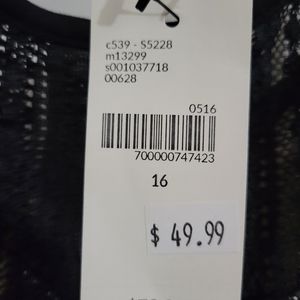 c539 - S5228
m13299
s001037718
00628
0516
700000747423
16
$ 49.99